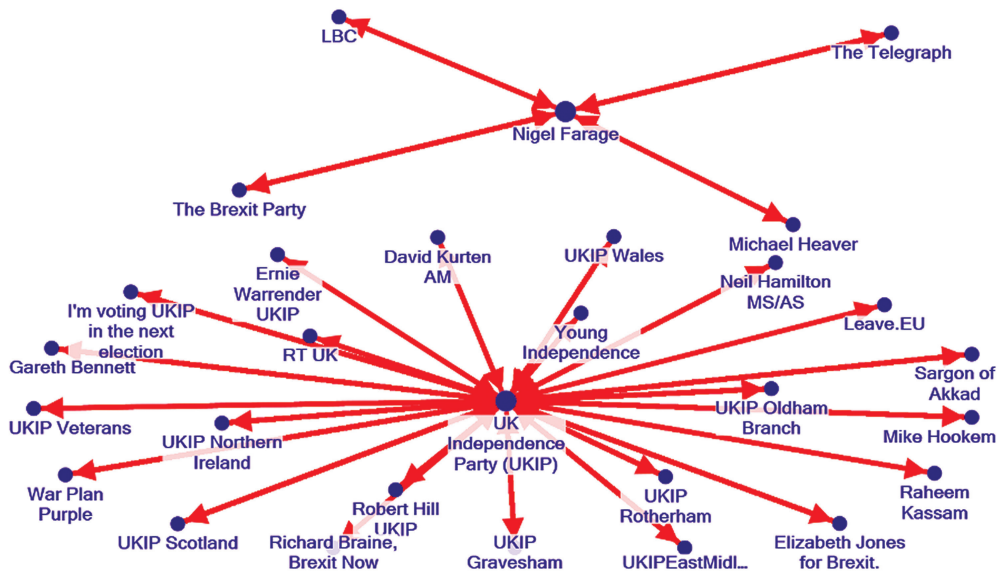 LBC
The Telegraph
Nigel Farage
The Brexit Party
Michael Heaver
David Kurten
AM
UKIP Wales
Ernie
Warrender
UKIP
Neil Hamilton
MS/AS
I'm voting UKIP
in the next
election
RT UK
Young
Independence
Leave.EU
Gareth Bennett
Sargon of
Akkad
UKIP Veterans
UKIP Northern
Ireland
UK
Independence
Party (UKIP)
UKIP Oldham
Branch
Mike Hookem
War Plan
Purple
Robert Hill
UKIP
UKIP
Rotherham
Raheem
Kassam
UKIP Scotland
Richard Braine,
Brexit Now
UKIP
Gravesham
UKIPEastMidl...
Elizabeth Jones
for Brexit.